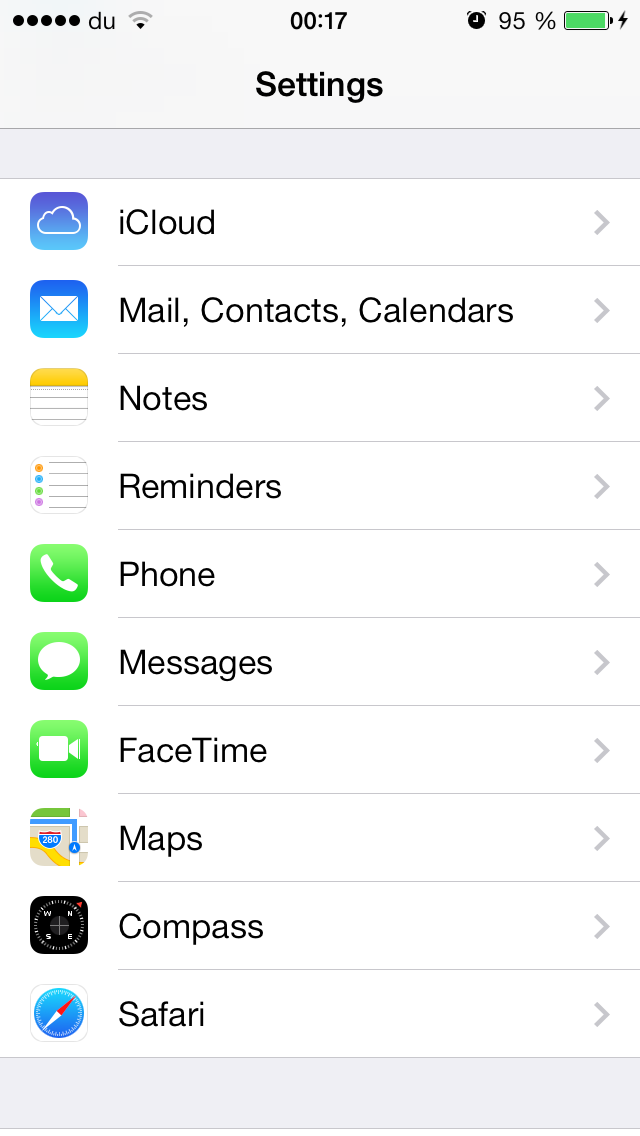 du 00:17 95 %
Settings
iCloud
Mail, Contacts, Calendars
Notes
Reminders
Phone
Messages
FaceTime
280
Maps
W N
S E
Compass
Safari